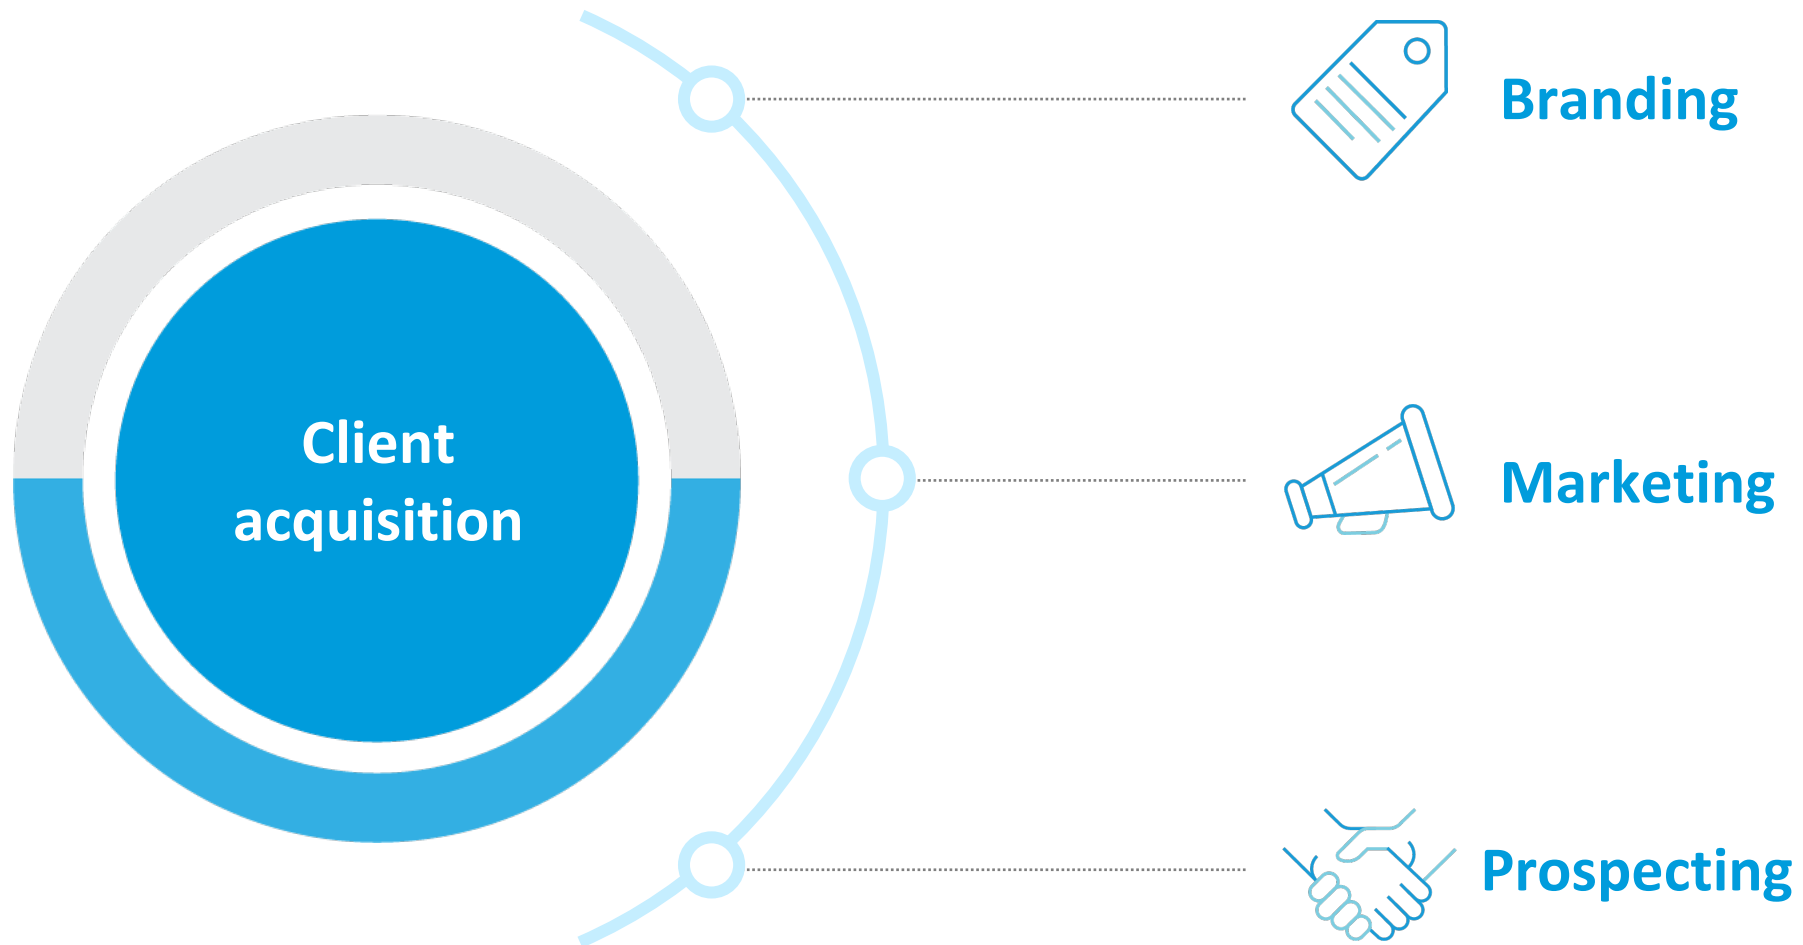 Branding
Client
acquisition
Marketing
Prospecting